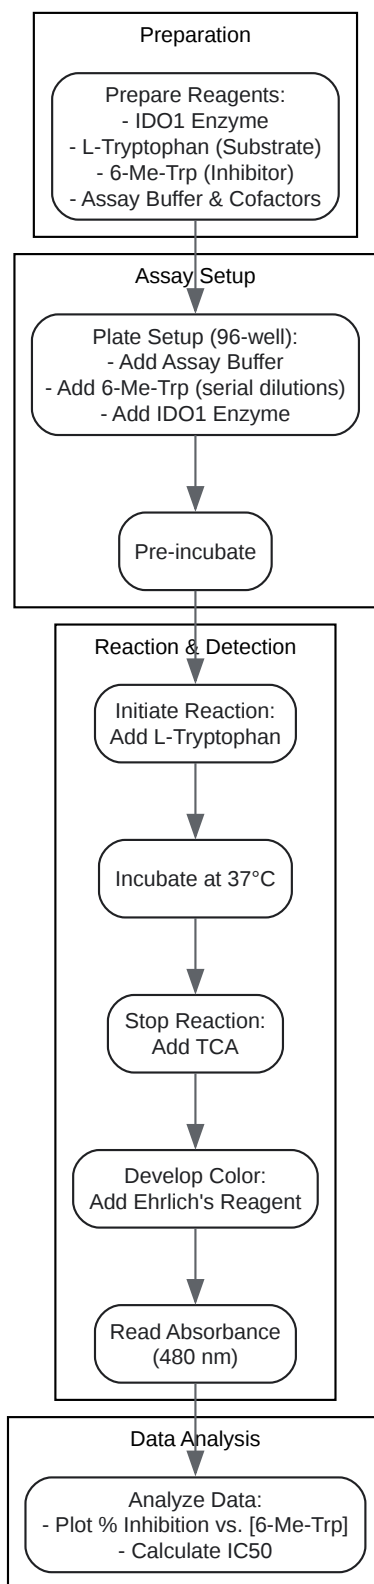 Preparation
Prepare Reagents:
- IDO1 Enzyme
- L-Tryptophan (Substrate)
- 6-Me-Trp (Inhibitor)
- Assay Buffer & Cofactors
Assay Setup
Plate Setup (96-well):
- Add Assay Buffer
- Add 6-Me-Trp (serial dilutions)
- Add IDO1 Enzyme
Pre-incubate
Reaction & Detection
Initiate Reaction:
Add L-Tryptophan
Incubate at 37°C
Stop Reaction:
Add TCA
Develop Color:
Add Ehrlich's Reagent
Read Absorbance
(480 nm)
Data Analysis
Analyze Data:
- Plot % Inhibition vs. [6-Me-Trp]
- Calculate IC50